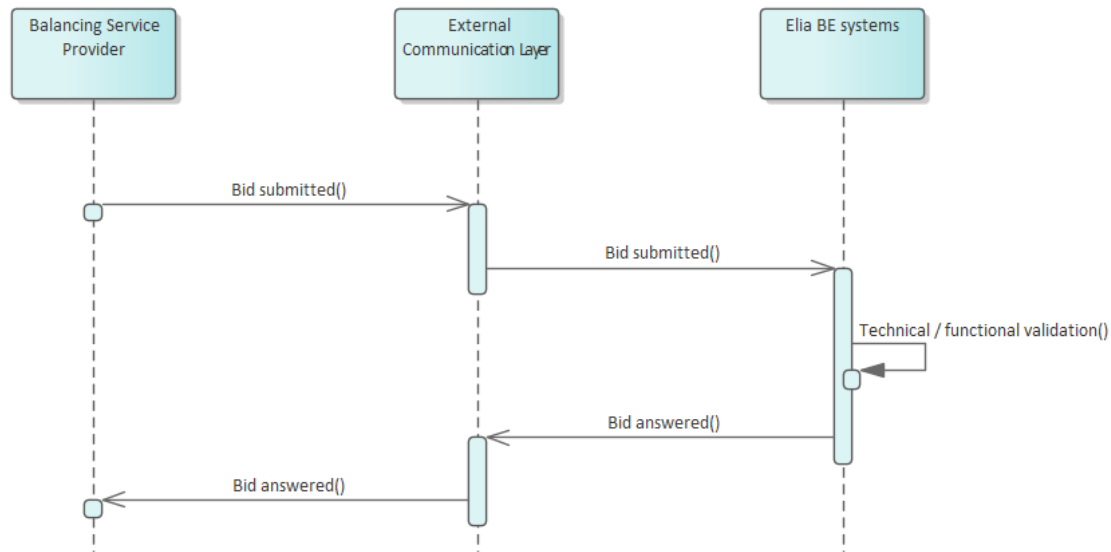 Balancing Service
Provider
External
Communication Layer
Elia BE systems
Bid submitted()
Bid submitted()
Technical / functional validation()
Bid answered()
Bid answered()